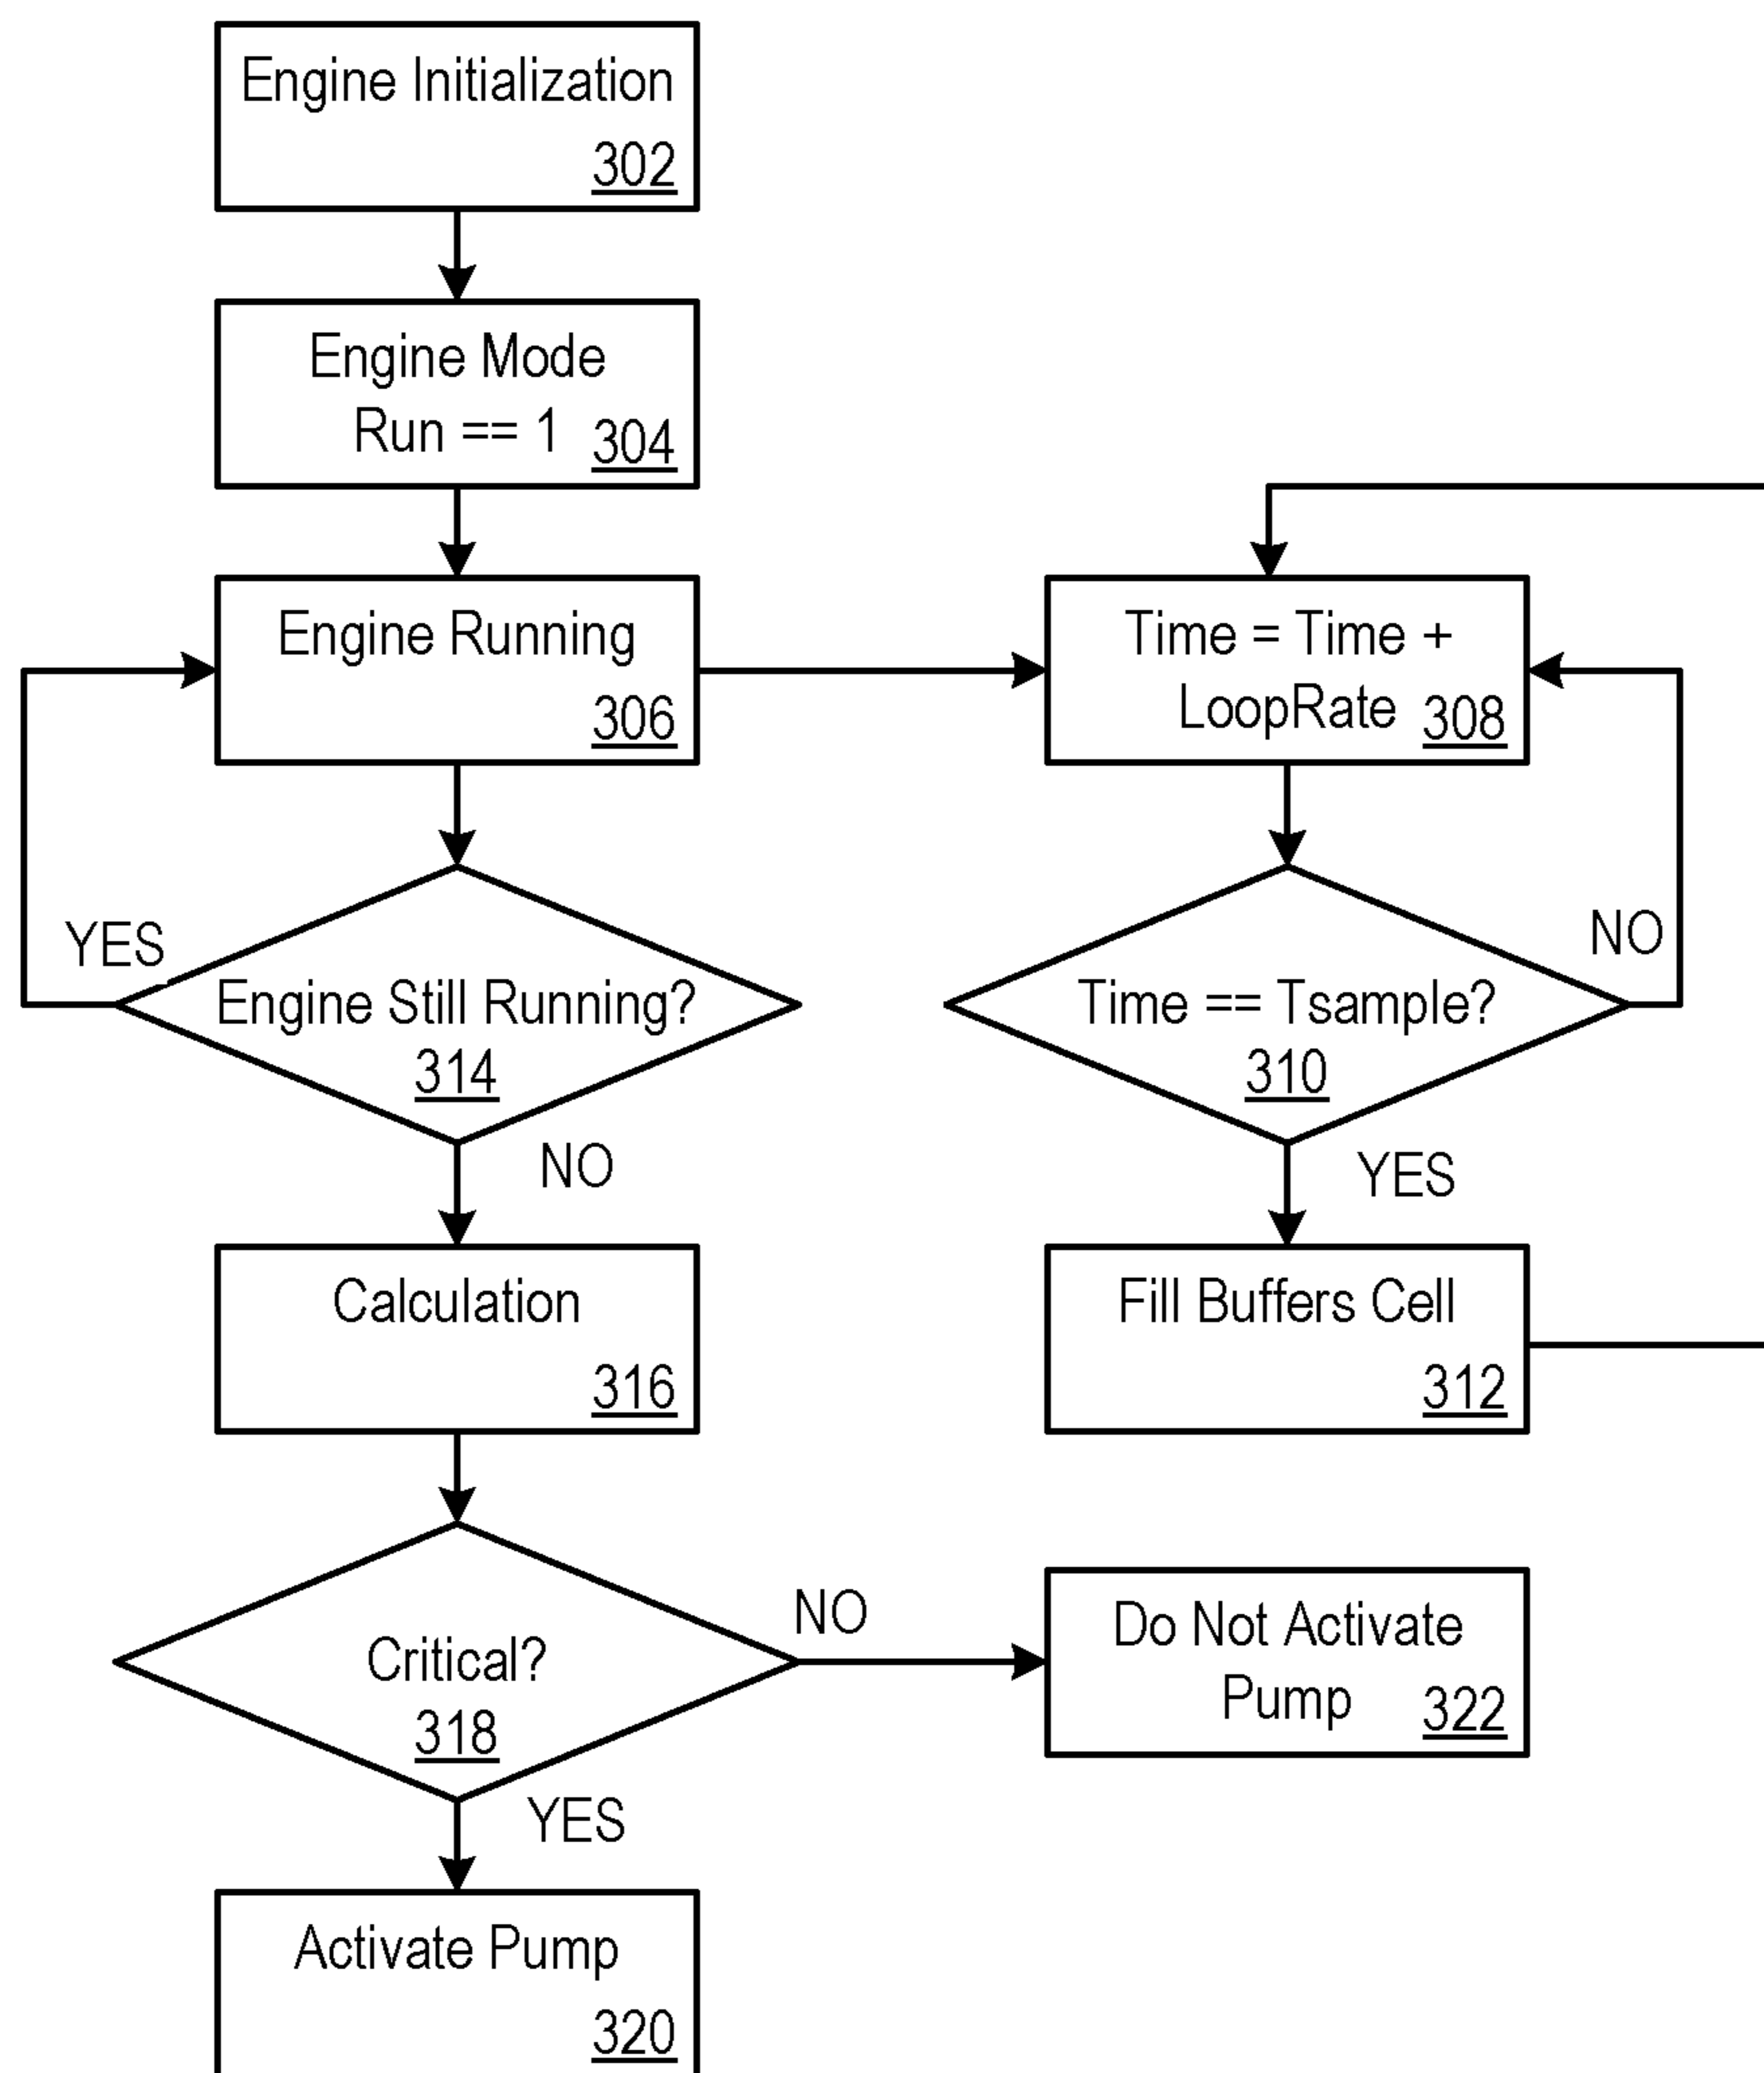 Engine Initialization
302
Engine Mode
Run == 1 304
Engine Running
306
Time = Time +
LoopRate 308
YES
Engine Still Running?
314
NO
NO
Time == Tsample?
310
YES
Calculation
316
Fill Buffers Cell
312
Critical?
318
NO
YES
Do Not Activate
Pump 322
Activate Pump
320